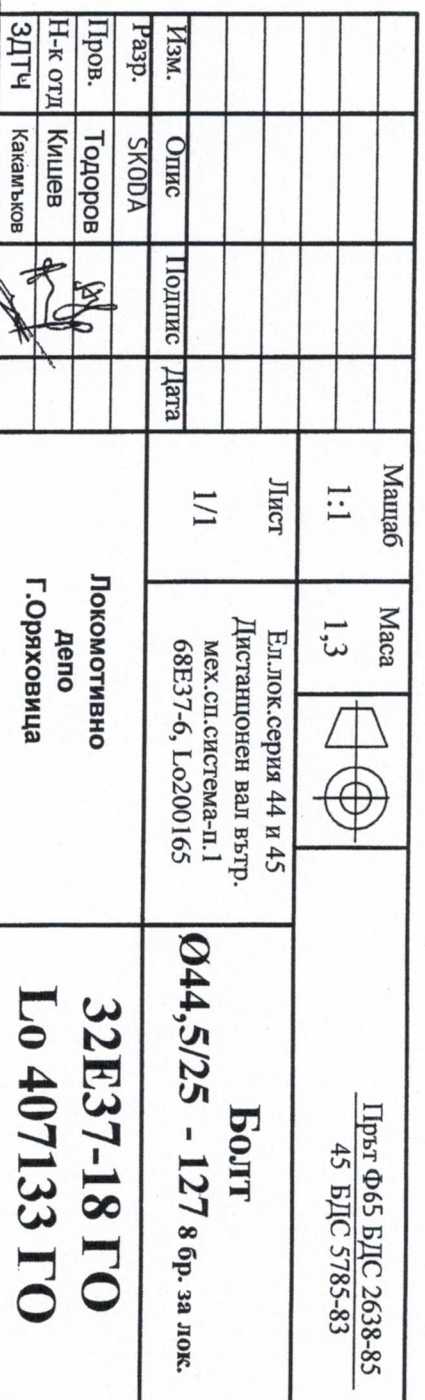 Мащаб
1:1
Маса
1,3
Прът Ф65 БДС 2638-85
45 БДС 5785-83
Изм.
Опис
Подпис
Дата
Лист
1/1
Ел.лок.серия 44 и 45
Дистанцонен вал вътр.
мех.сп.система-п.1
68Е37-6, Lo200165
Болт
Ø44,5/25 - 127 8 бр. за лок.
Разр.
SKODA
Пров.
Тодоров
Н-к отд
Кишев
ЗДТЧ
Какамъков
Локомотивно
депо
Г.Оряховица
32Е37-18 ГО
Lo 407133 ГО